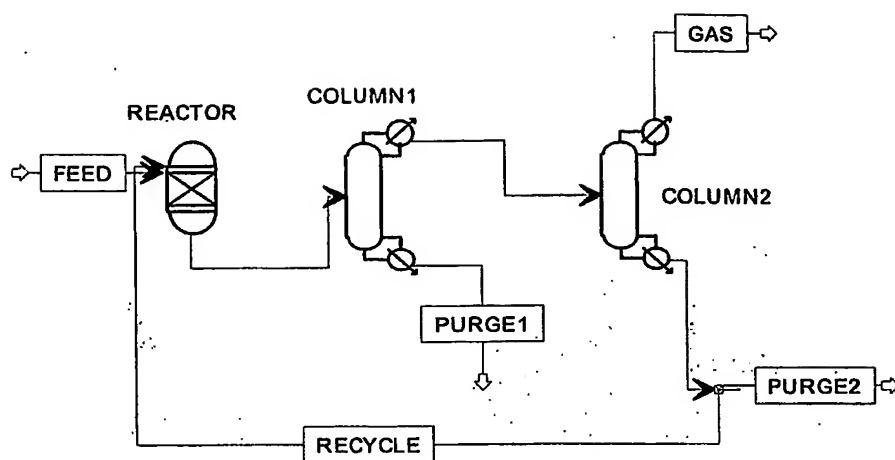 GAS
COLUMN1
REACTOR
FEED
COLUMN2
PURGE1
PURGE2
RECYCLE